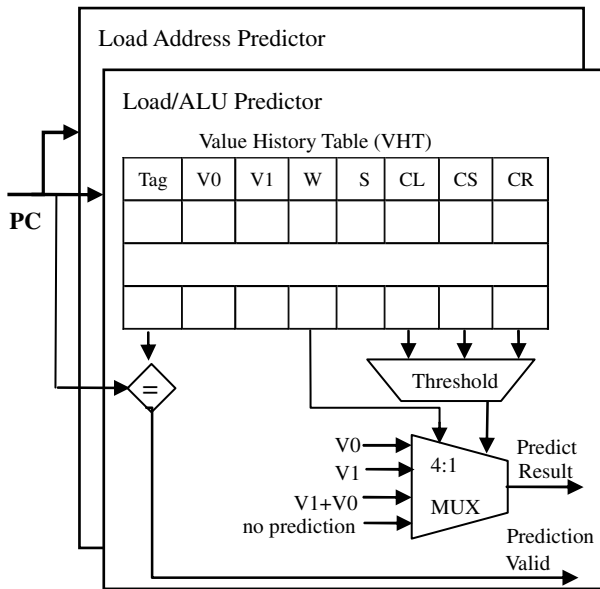 Load Address Predictor
Load/ALU Predictor
Value History Table (VHT)
Tag V0 V1 W S CL CS CR
PC
=
Threshold
V0
V1
V1+V0
no prediction
4:1
MUX
Predict
Result
Prediction
Valid